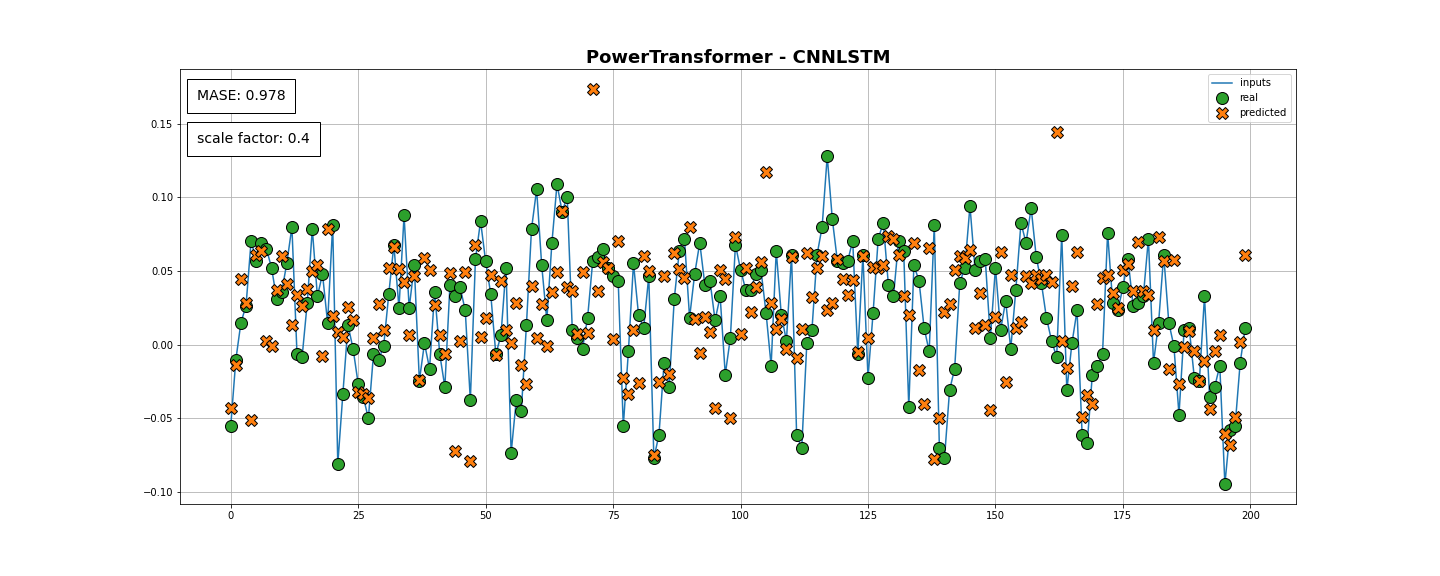 PowerTransformer - CNNLSTM
MASE: 0.978
scale factor: 0.4
inputs
real
predicted
0.15
0.10
0.05
0.00
−0.05
−0.10
0 25 50 75 100 125 150 175 200